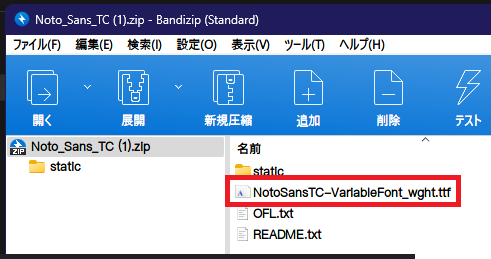 Noto_Sans_TC (1).zip - Bandizip (Standard)
ファイル(F) 編集(E) 検索(I) 設定(O) 表示(V) ツール(T) ヘルプ(H)
開く 展開 新規圧縮 追加 削除 テスト
ZIP Noto_Sans_TC (1).zip
static
名前
static
NotoSansTC-VariableFont_wght.ttf
OFL.txt
README.txt